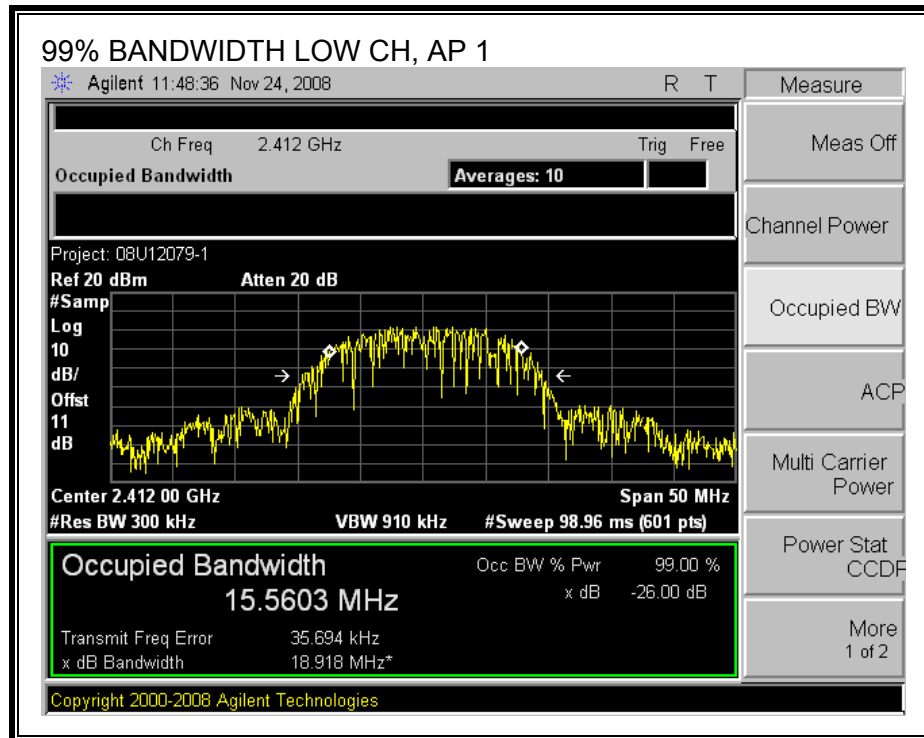 99% BANDWIDTH LOW CH, AP 1
Agilent 11:48:36 Nov 24, 2008 R T
Measure
Ch Freq 2.412 GHz Trig Free
Occupied Bandwidth Averages: 10
Meas Off
Channel Power
Occupied BW
ACP
Multi Carrier
Power
Power Stat
CCDF
More
1 of 2
Project: 08U12079-1
Ref 20 dBm Atten 20 dB
#Samp
Log
10
dB/
Offst
11
dB
Center 2.412 00 GHz Span 50 MHz
#Res BW 300 kHz VBW 910 kHz #Sweep 98.96 ms (601 pts)
Occupied Bandwidth Occ BW % Pwr 99.00 %
15.5603 MHz x dB -26.00 dB
Transmit Freq Error 35.694 kHz
x dB Bandwidth 18.918 MHz*
Copyright 2000-2008 Agilent Technologies